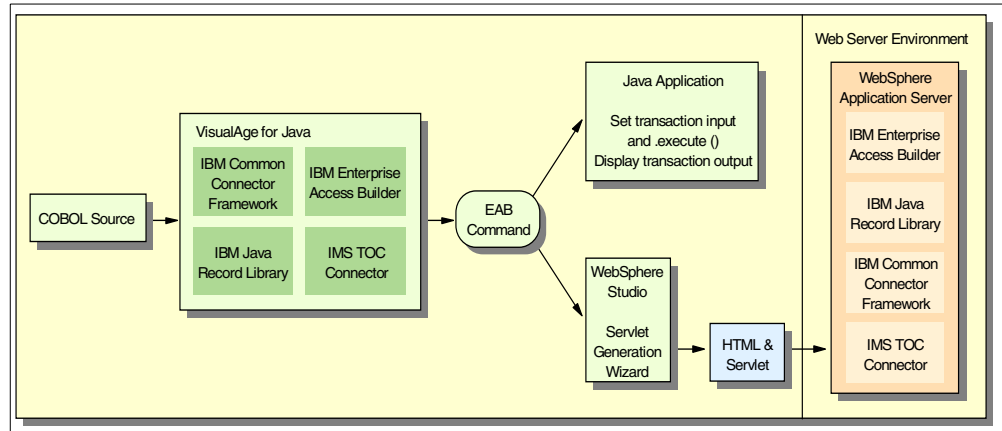 COBOL Source
VisualAge for Java
IBM Common
Connector
Framework
IBM Enterprise
Access Builder
IBM Java
Record Library
IMS TOC
Connector
EAB
Command
Java Application
Set transaction input
and .execute ()
Display transaction output
WebSphere
Studio
Servlet
Generation
Wizard
HTML &
Servlet
Web Server Environment
WebSphere
Application Server
IBM Enterprise
Access Builder
IBM Java
Record Library
IBM Common
Connector
Framework
IMS TOC
Connector